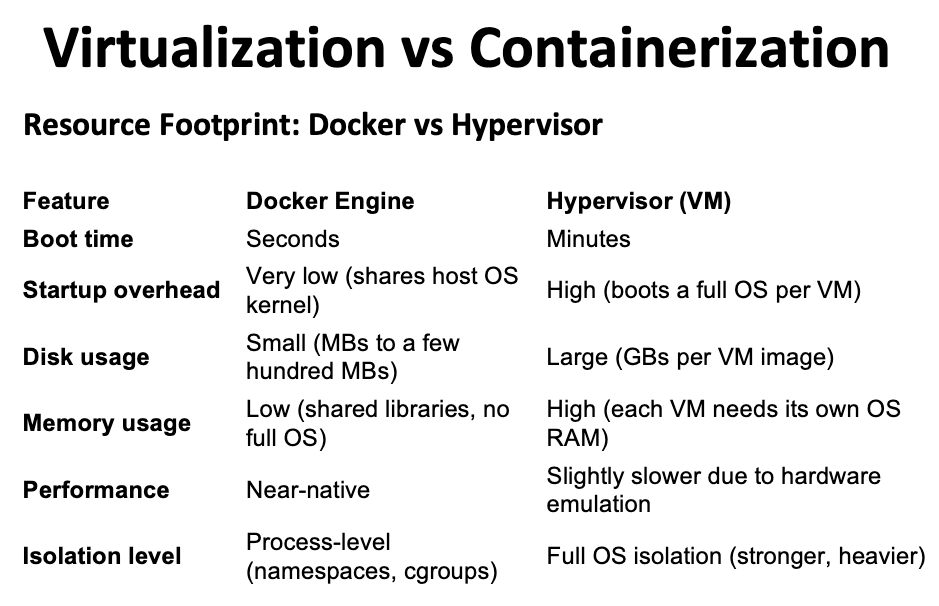 Virtualization vs Containerization
Resource Footprint: Docker vs Hypervisor
Feature Docker Engine Hypervisor (VM)
Boot time Seconds Minutes
Startup overhead Very low (shares host OS kernel) High (boots a full OS per VM)
Disk usage Small (MBs to a few hundred MBs) Large (GBs per VM image)
Memory usage Low (shared libraries, no full OS) High (each VM needs its own OS RAM)
Performance Near-native Slightly slower due to hardware emulation
Isolation level Process-level (namespaces, cgroups) Full OS isolation (stronger, heavier)